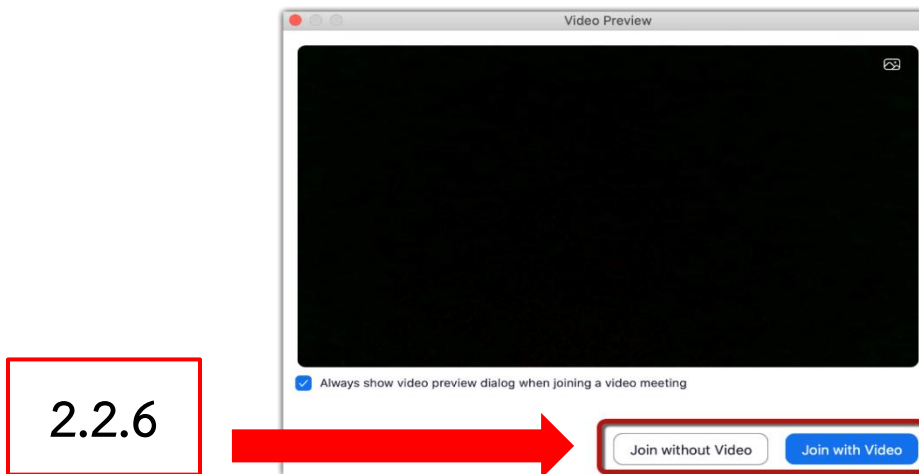 Video Preview
Always show video preview dialog when joining a video meeting
2.2.6
Join without Video
Join with Video